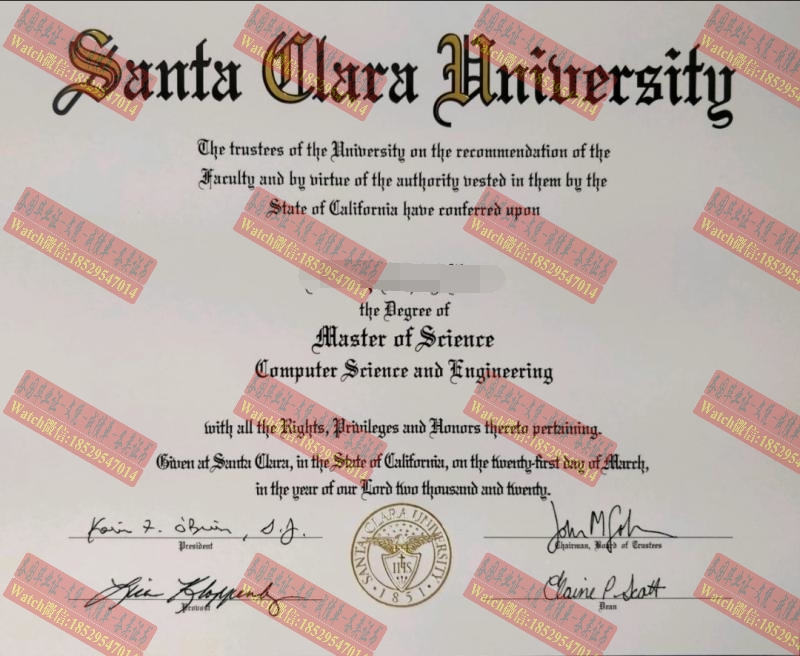 Santa Clara University
The trustees of the University on the recommendation of the
Faculty and by virtue of the authority vested in them by the
State of California have conferred upon
the Degree of
Master of Science
Computer Science and Engineering
with all the Rights, Privileges and Honors thereto pertaining.
Given at Santa Clara, in the State of California, on the twenty-first day of March,
in the year of our Lord two thousand and twenty.
President
Chairman, Board of Trustees
SANTA CLARA UNIVERSITY
IHS
·1851·
Provost
Elaine P. Scott
Dean
Watch微信:18529547014